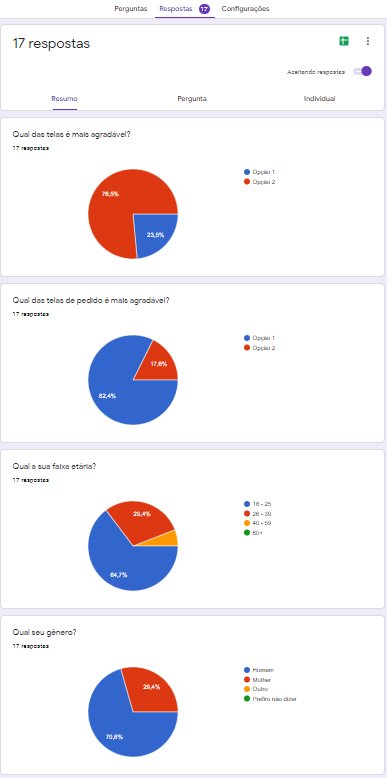 Perguntas Respostas 17 Configurações
17 respostas
Aceitando respostas
Resumo Pergunta Individual
Qual das telas é mais agradável?
17 respostas
Opção 1
Opção 2
76,5%
23,5%
Qual das telas de pedido é mais agradável?
17 respostas
Opção 1
Opção 2
17,6%
82,4%
Qual a sua faixa etária?
17 respostas
18 - 25
26 - 39
40 - 59
60+
29,4%
64,7%
Qual seu gênero?
17 respostas
Homem
Mulher
Outro
Prefiro não dizer
29,4%
70,6%